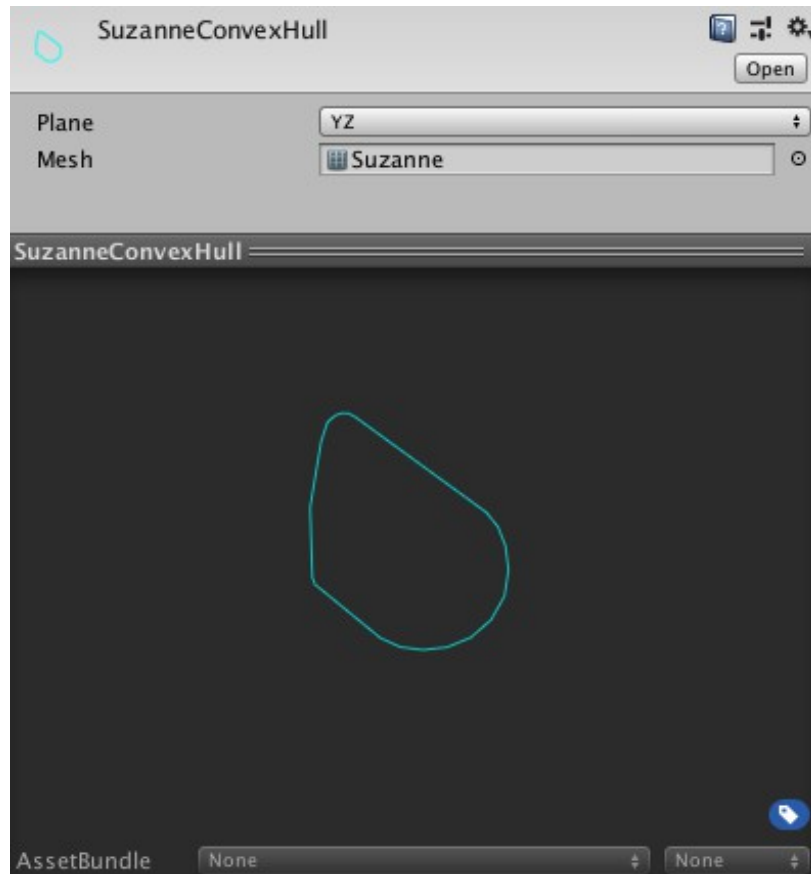 SuzanneConvexHull
Open
Plane YZ
Mesh Suzanne
SuzanneConvexHull
AssetBundle None None